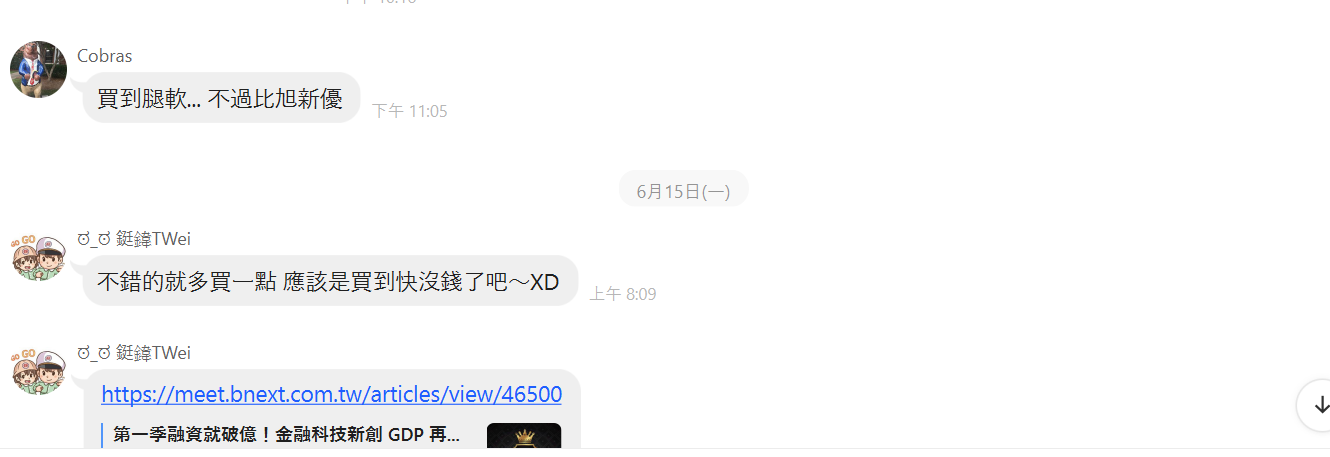 Cobras
買到腿軟... 不過比旭新優
下午 11:05
6月15日(一)
ಠ_ಠ 鋌鍏TWei
不錯的就多買一點 應該是買到快沒錢了吧～XD
上午 8:09
ಠ_ಠ 鋌鍏TWei
https://meet.bnext.com.tw/articles/view/46500
第一季融資就破億！金融科技新創 GDP 再...